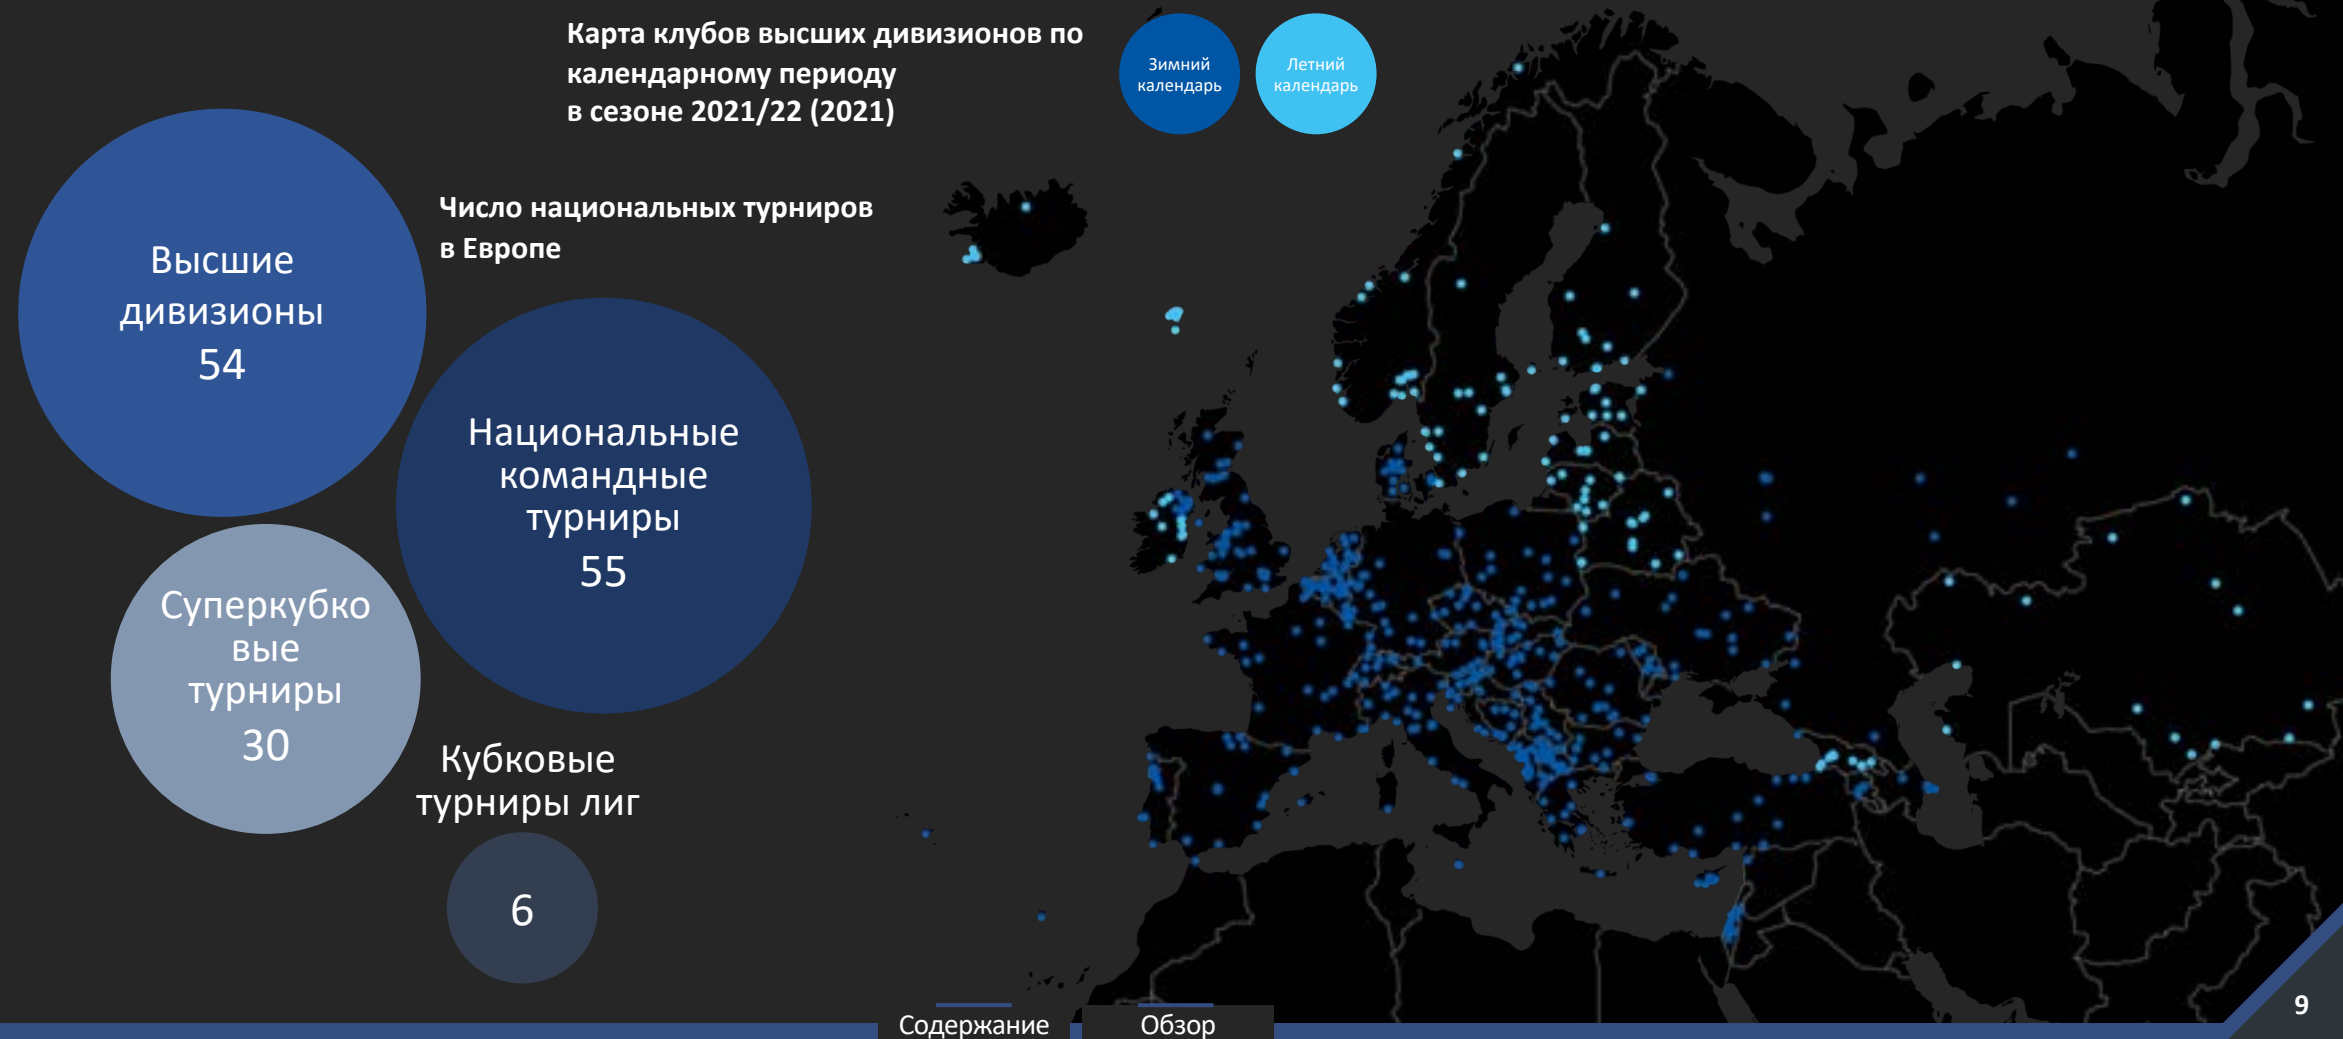 Карта клубов высших дивизионов по
календарному периоду
в сезоне 2021/22 (2021)
Зимний
календарь
Летний
календарь
Число национальных турниров
в Европе
Высшие
дивизионы
54
Национальные
командные
турниры
55
Суперкубко
вые
турниры
30
Кубковые
турниры лиг
6
Содержание
Обзор
9